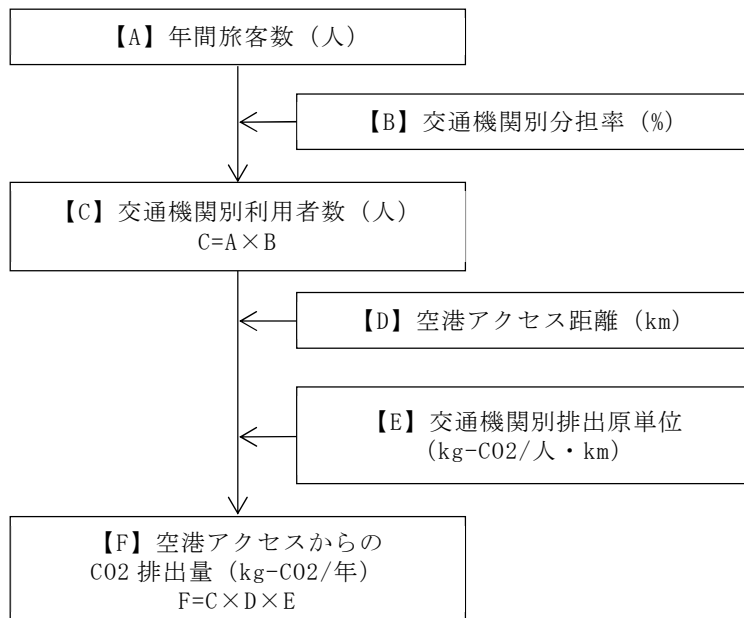 【A】年間旅客数（人）
【B】交通機関別分担率（%）
【C】交通機関別利用者数（人）
C=A×B
【D】空港アクセス距離（km）
【E】交通機関別排出原単位
（kg-CO2/人・km）
【F】空港アクセスからの
CO2 排出量（kg-CO2/年）
F=C×D×E